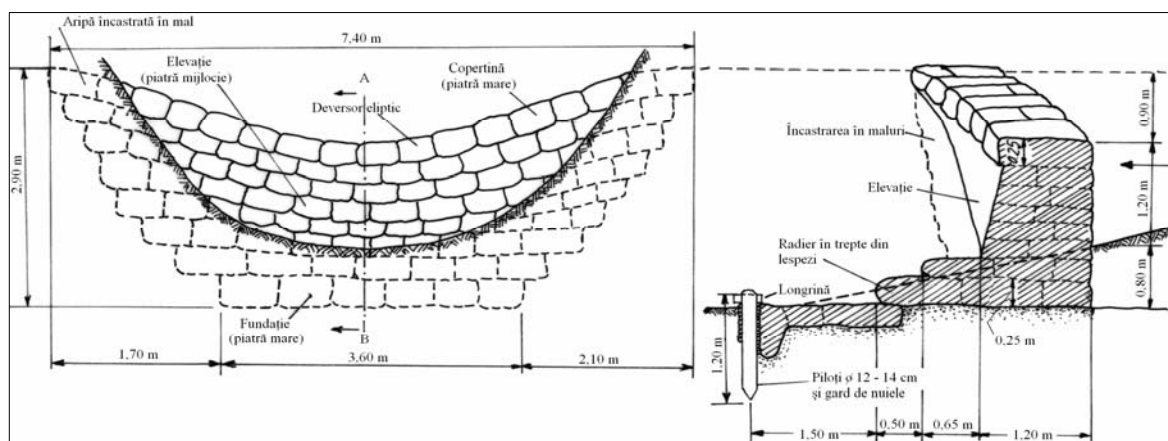 Aripă încastrată în mal
7,40 m
Elevație
(piatră mijlocie)
A
Copertină
(piatră mare)
Deversor eliptic
2,90 m
Fundație
(piatră mare)
B
1,70 m
3,60 m
2,10 m
Încastrarea în maluri
0,25
0,90 m
Elevație
1,20 m
Radier în trepte din
lespezi
Longrină
0,80 m
0,25 m
1,20 m
Piloți ø 12 - 14 cm
și gard de nuiele
1,50 m
0,50 m
0,65 m
1,20 m